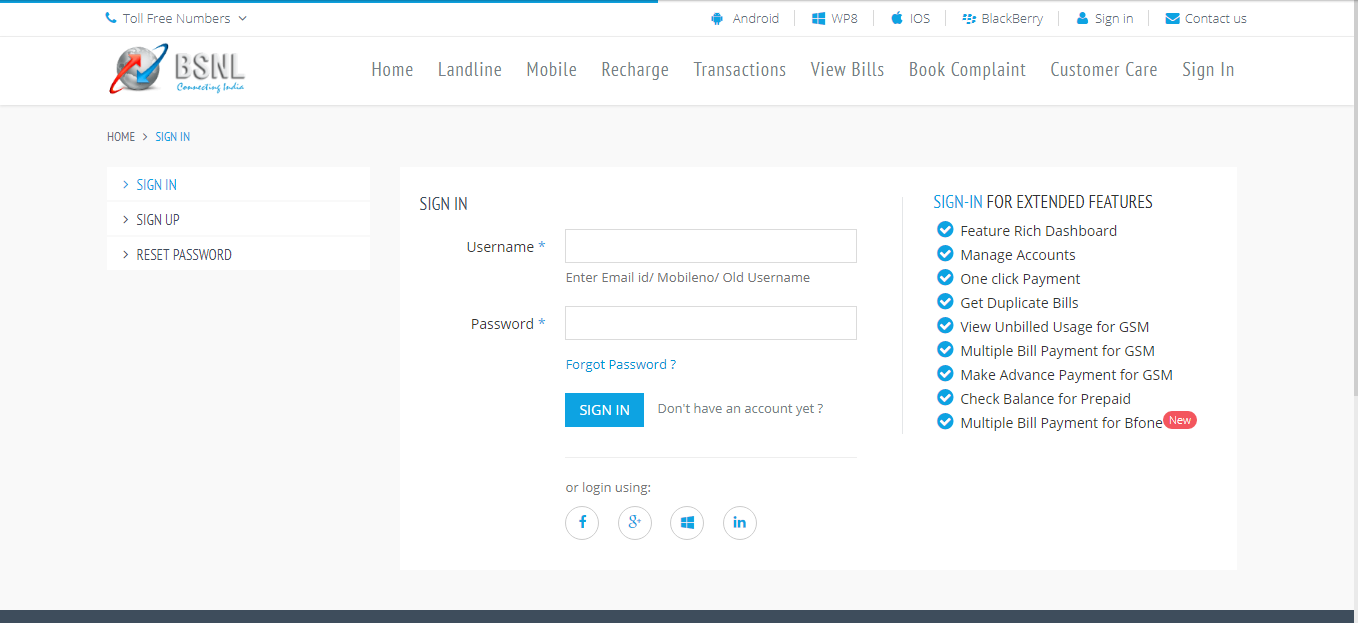 Toll Free Numbers
Android
WP8
IOS
BlackBerry
Sign in
Contact us
BSNL
Connecting India
Home
Landline
Mobile
Recharge
Transactions
View Bills
Book Complaint
Customer Care
Sign In
HOME > SIGN IN
> SIGN IN
> SIGN UP
> RESET PASSWORD
SIGN IN
Username *
Enter Email id/ Mobileno/ Old Username
Password *
Forgot Password ?
SIGN IN
Don't have an account yet ?
or login using:
f
g+
in
SIGN-IN FOR EXTENDED FEATURES
Feature Rich Dashboard
Manage Accounts
One click Payment
Get Duplicate Bills
View Unbilled Usage for GSM
Multiple Bill Payment for GSM
Make Advance Payment for GSM
Check Balance for Prepaid
Multiple Bill Payment for Bfone New